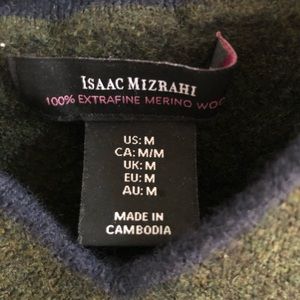 ISAAC MIZRAHI
100% EXTRAFINE MERINO WOO
US: M
CA: M/M
UK: M
EU: M
AU: M
MADE IN
CAMBODIA